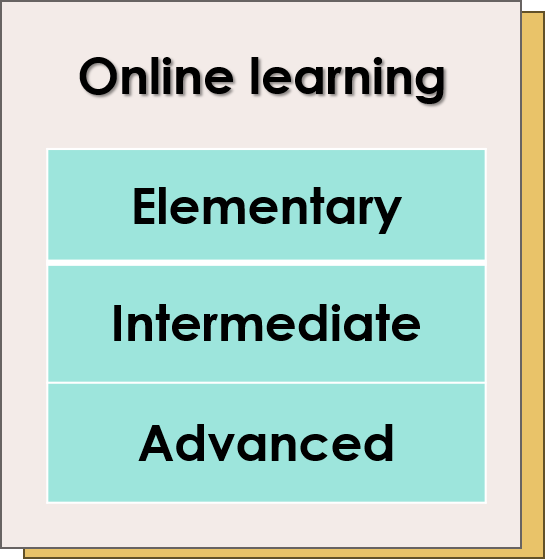 Online learning
Elementary
Intermediate
Advanced